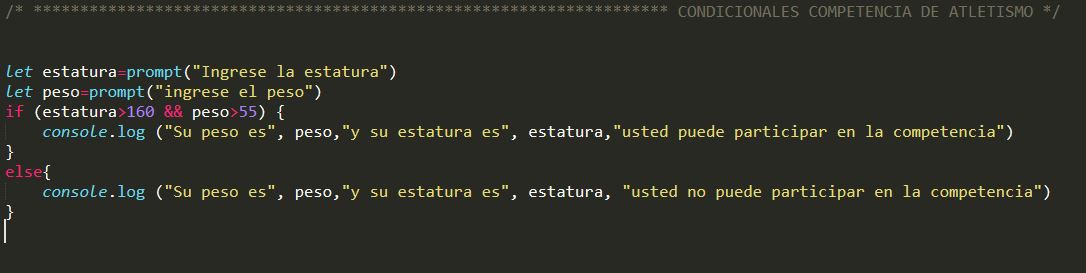 /* ******************************************************************** CONDICIONALES COMPETENCIA DE ATLETISMO */
let estatura=prompt("Ingrese la estatura")
let peso=prompt("ingrese el peso")
if (estatura>160 && peso>55) {
    console.log ("Su peso es", peso,"y su estatura es", estatura,"usted puede participar en la competencia")
}
else{
    console.log ("Su peso es", peso,"y su estatura es", estatura, "usted no puede participar en la competencia")
}